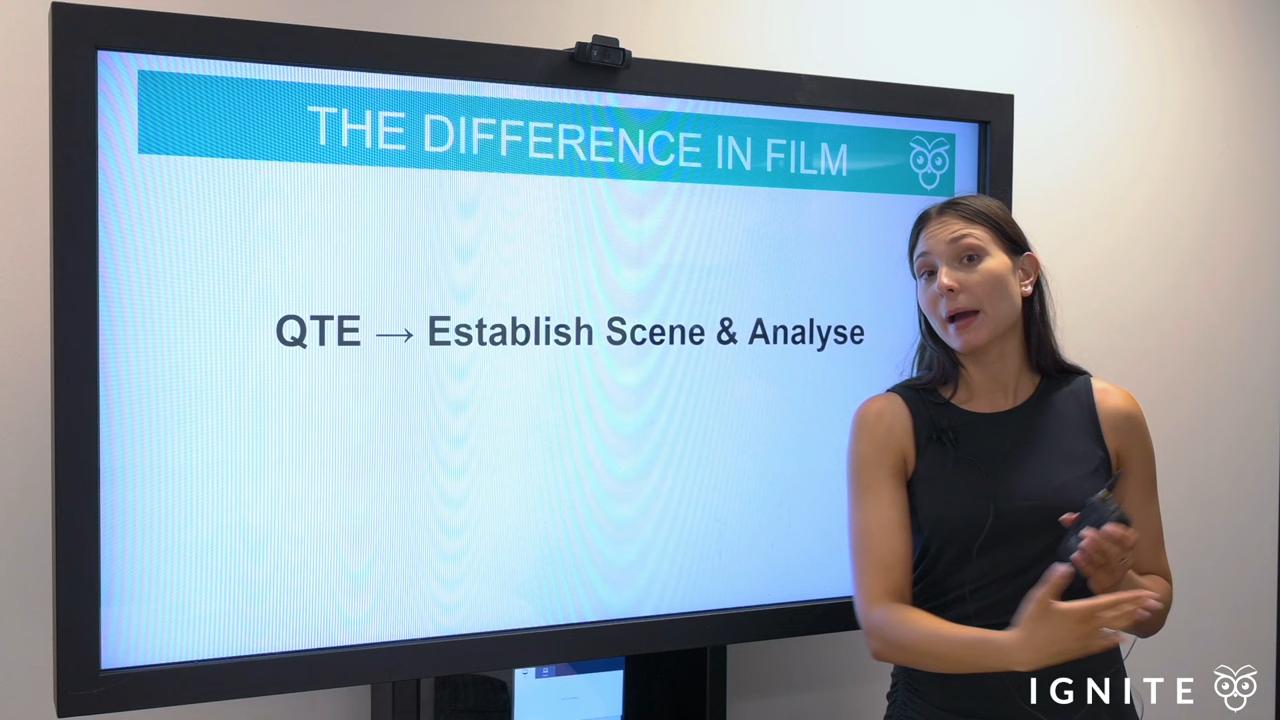 THE DIFFERENCE IN FILM
QTE → Establish Scene & Analyse
IGNITE